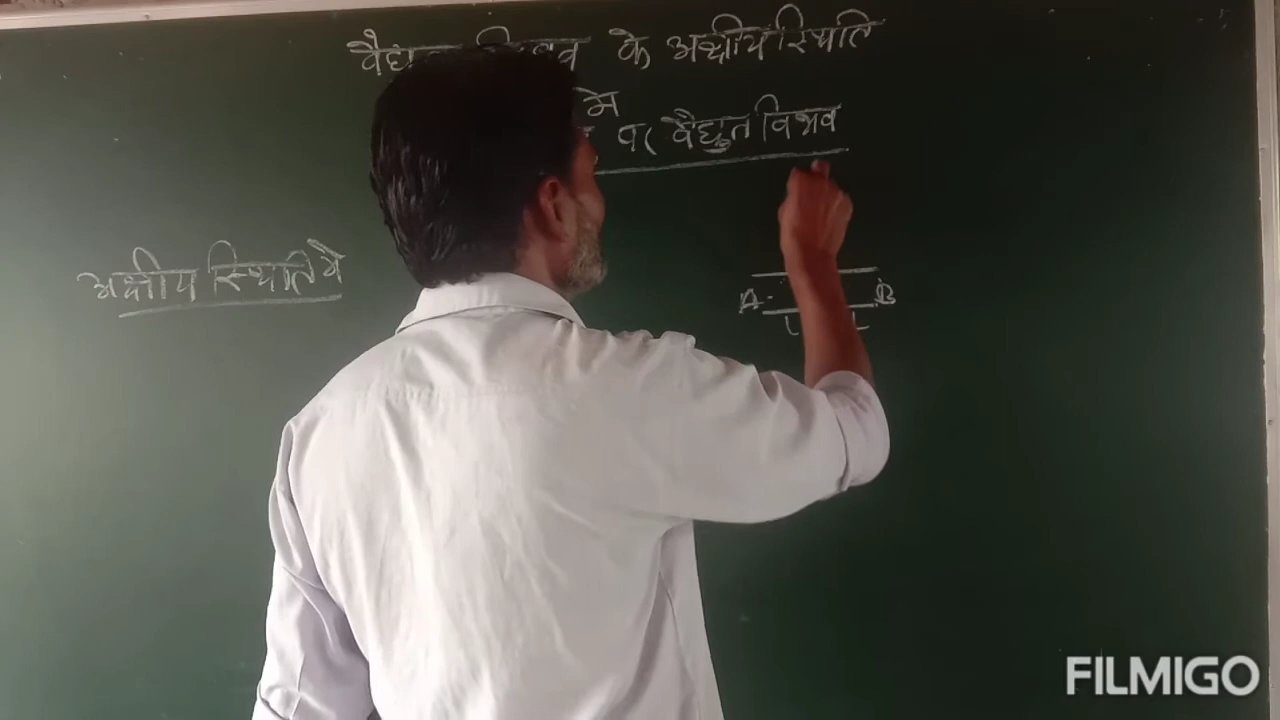 के अक्षीय स्थिति
मे
पर वैद्युत विभव
अक्षीय स्थिति मे
A B
L L
FILMIGO